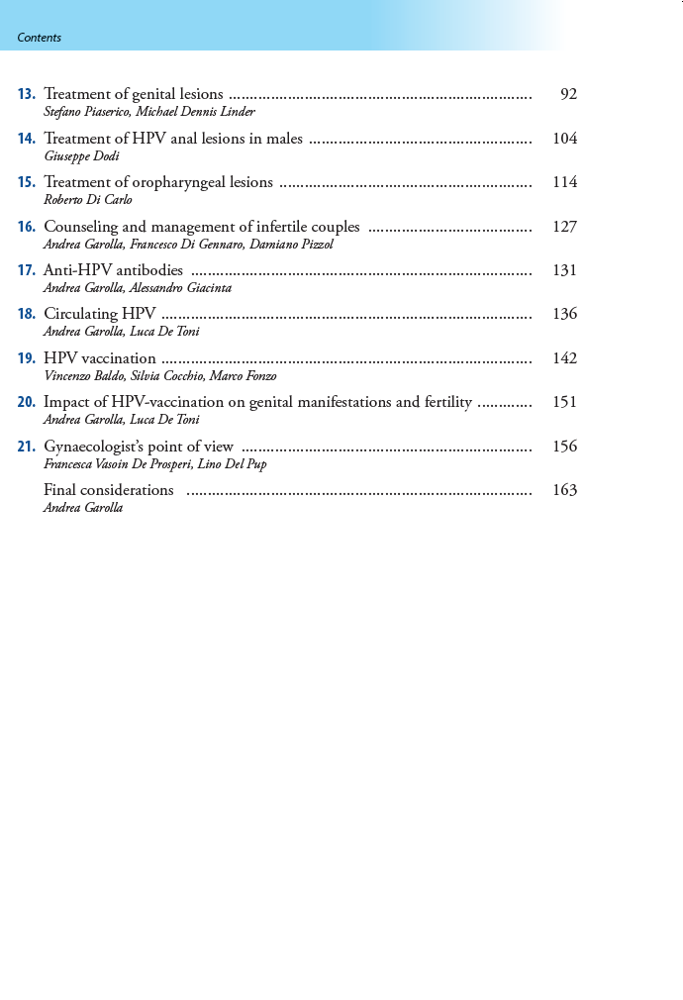 Contents
13. Treatment of genital lesions ........................................................................ 92
Stefano Piaserico, Michael Dennis Linder
14. Treatment of HPV anal lesions in males ..................................................... 104
Giuseppe Dodi
15. Treatment of oropharyngeal lesions ............................................................ 114
Roberto Di Carlo
16. Counseling and management of infertile couples ....................................... 127
Andrea Garolla, Francesco Di Gennaro, Damiano Pizzol
17. Anti-HPV antibodies ................................................................................. 131
Andrea Garolla, Alessandro Giacinta
18. Circulating HPV ........................................................................................ 136
Andrea Garolla, Luca De Toni
19. HPV vaccination ........................................................................................ 142
Vincenzo Baldo, Silvia Cocchio, Marco Fonzo
20. Impact of HPV-vaccination on genital manifestations and fertility ............. 151
Andrea Garolla, Luca De Toni
21. Gynaecologist’s point of view ..................................................................... 156
Francesca Vasoin De Prosperi, Lino Del Pup
Final considerations .................................................................................. 163
Andrea Garolla